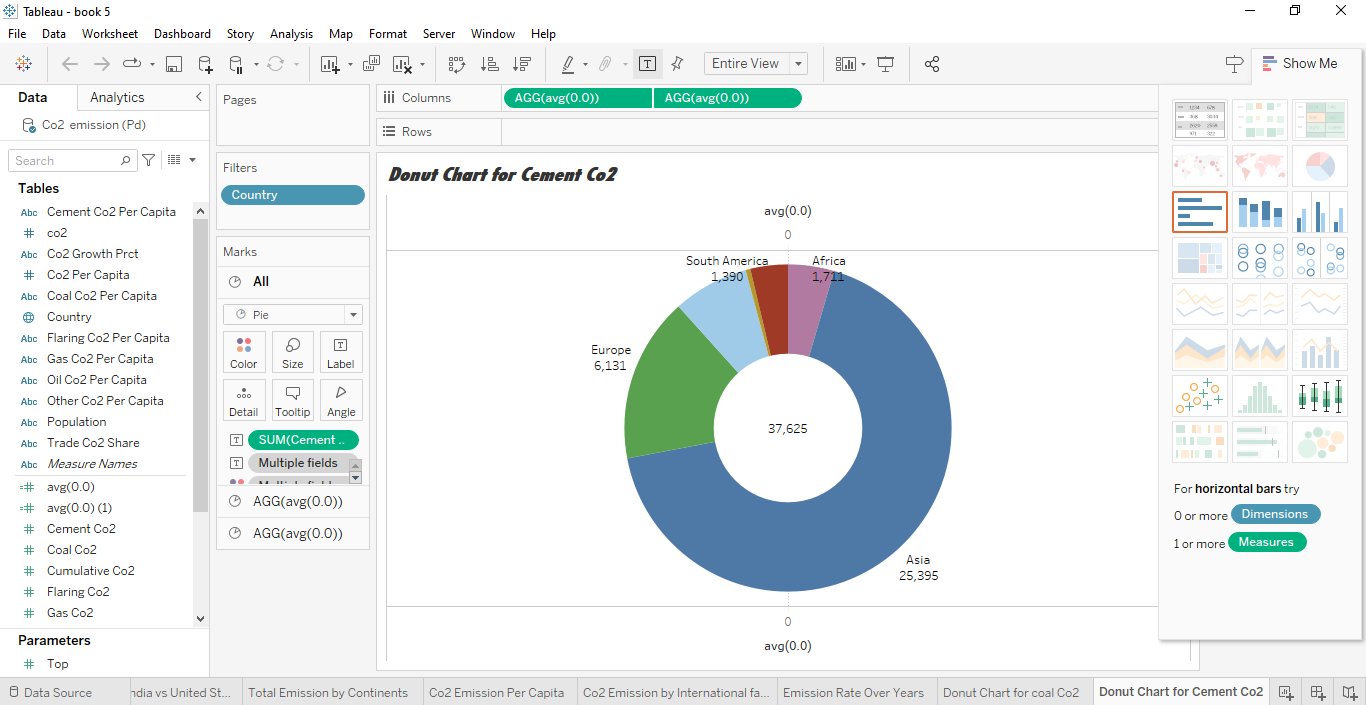 Tableau - book 5
File Data Worksheet Dashboard Story Analysis Map Format Server Window Help
Entire View
Show Me
Data Analytics
Co2 emission (Pd)
Search
Tables
Abc Cement Co2 Per Capita
# co2
Abc Co2 Growth Prct
# Co2 Per Capita
Abc Coal Co2 Per Capita
Country
Abc Flaring Co2 Per Capita
Abc Gas Co2 Per Capita
Abc Oil Co2 Per Capita
Abc Other Co2 Per Capita
Abc Population
Abc Trade Co2 Share
Abc Measure Names
=# avg(0.0)
=# avg(0.0) (1)
# Cement Co2
# Coal Co2
# Cumulative Co2
# Flaring Co2
# Gas Co2
Parameters
# Top
Pages
Filters
Country
Marks
All
Pie
Color Size T Label
Detail Tooltip Angle
T SUM(Cement ..
T Multiple fields
AGG(avg(0.0))
AGG(avg(0.0))
Columns AGG(avg(0.0)) AGG(avg(0.0))
Rows
Donut Chart for Cement Co2
avg(0.0)
0
South America
1,390
Africa
1,711
Europe
6,131
37,625
Asia
25,395
0
avg(0.0)
For horizontal bars try
0 or more Dimensions
1 or more Measures
Data Source
ndia vs United St...
Total Emission by Continents
Co2 Emission Per Capita
Co2 Emission by International fa...
Emission Rate Over Years
Donut Chart for coal Co2
Donut Chart for Cement Co2